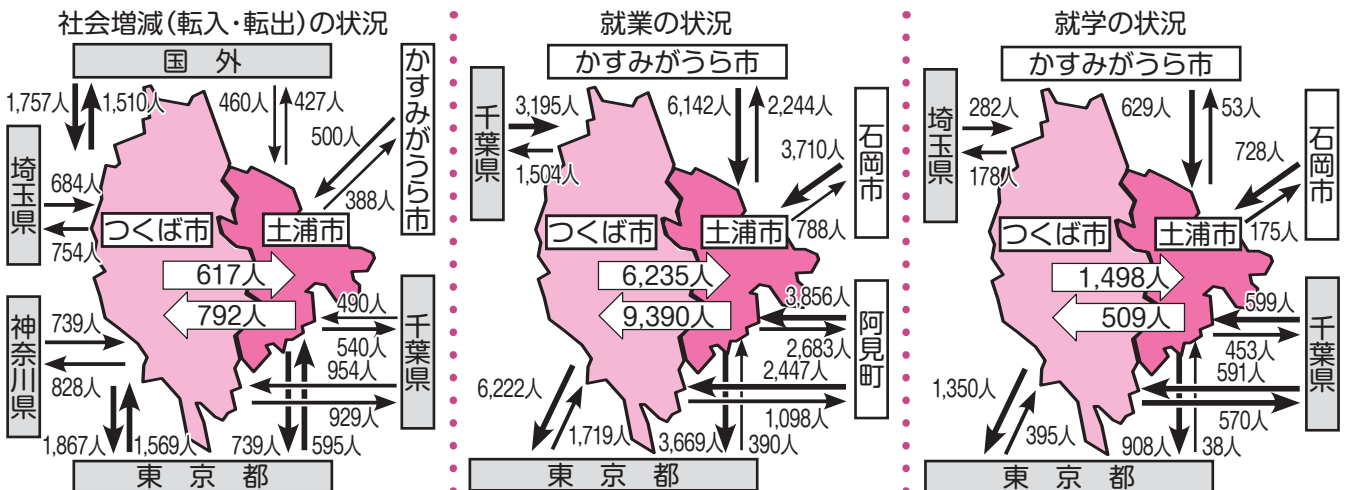 社会増減（転入・転出）の状況
国 外
かすみがうら市
1,757人
1,510人
460人
427人
500人
388人
埼玉県
684人
754人
つくば市
土浦市
617人
792人
神奈川県
739人
828人
490人
540人
954人
929人
千葉県
1,867人
1,569人
739人
595人
東 京 都
就業の状況
かすみがうら市
千葉県
3,195人
1,504人
6,142人
2,244人
石岡市
3,710人
788人
つくば市
土浦市
6,235人
9,390人
3,856人
2,683人
2,447人
1,098人
阿見町
6,222人
1,719人
3,669人
390人
東 京 都
就学の状況
かすみがうら市
埼玉県
282人
178人
629人
53人
石岡市
728人
175人
つくば市
土浦市
1,498人
509人
599人
453人
591人
570人
千葉県
1,350人
395人
908人
38人
東 京 都